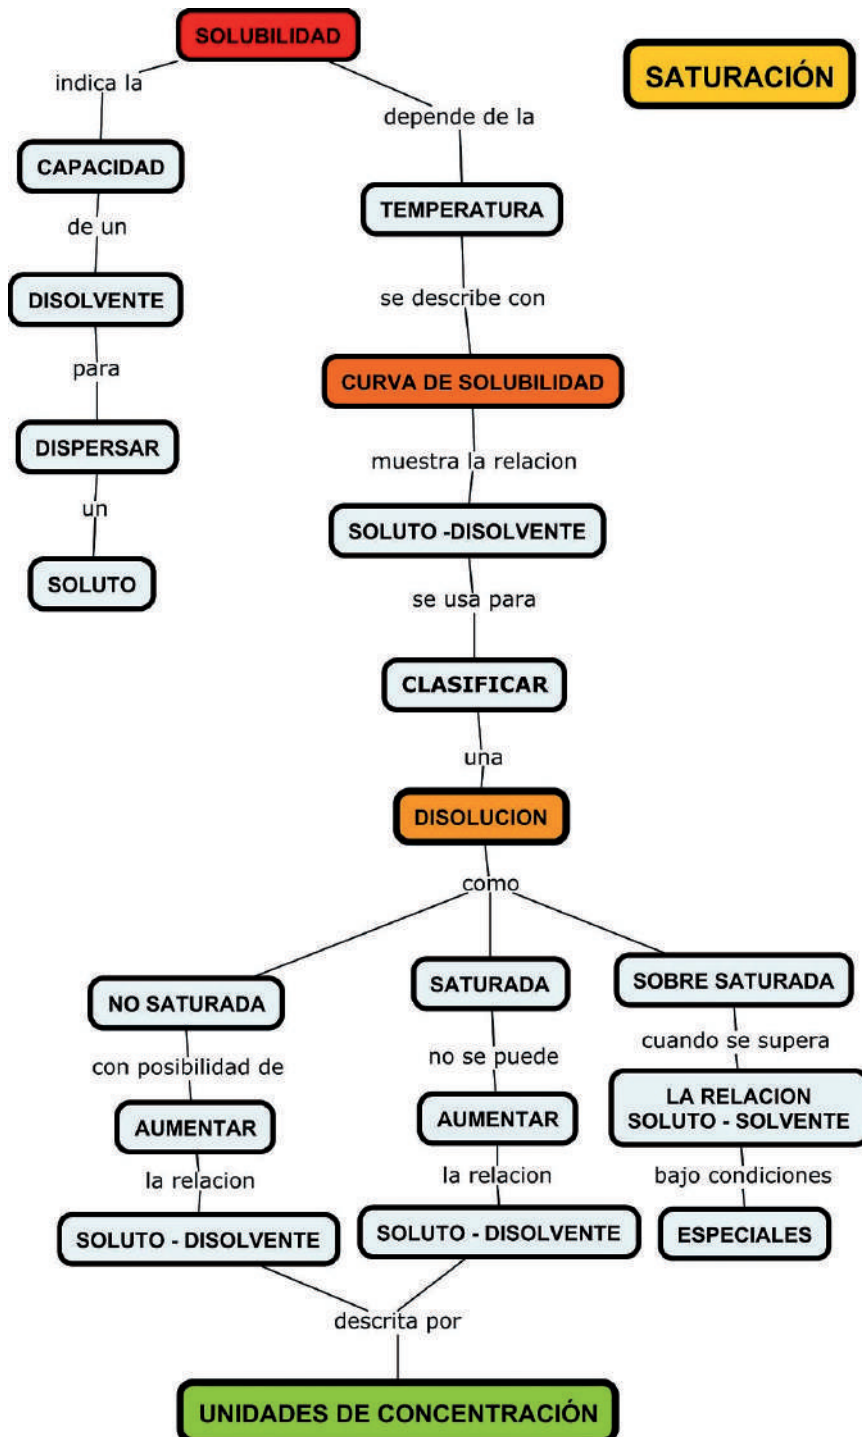 SOLUBILIDAD
SATURACIÓN
indica la
depende de la
CAPACIDAD
TEMPERATURA
de un
se describe con
DISOLVENTE
para
CURVA DE SOLUBILIDAD
DISPERSAR
muestra la relacion
un
SOLUTO -DISOLVENTE
SOLUTO
se usa para
CLASIFICAR
una
DISOLUCION
como
NO SATURADA
SATURADA
SOBRE SATURADA
con posibilidad de
no se puede
cuando se supera
AUMENTAR
AUMENTAR
LA RELACION
SOLUTO - SOLVENTE
la relacion
la relacion
bajo condiciones
SOLUTO - DISOLVENTE
SOLUTO - DISOLVENTE
ESPECIALES
descrita por
UNIDADES DE CONCENTRACIÓN